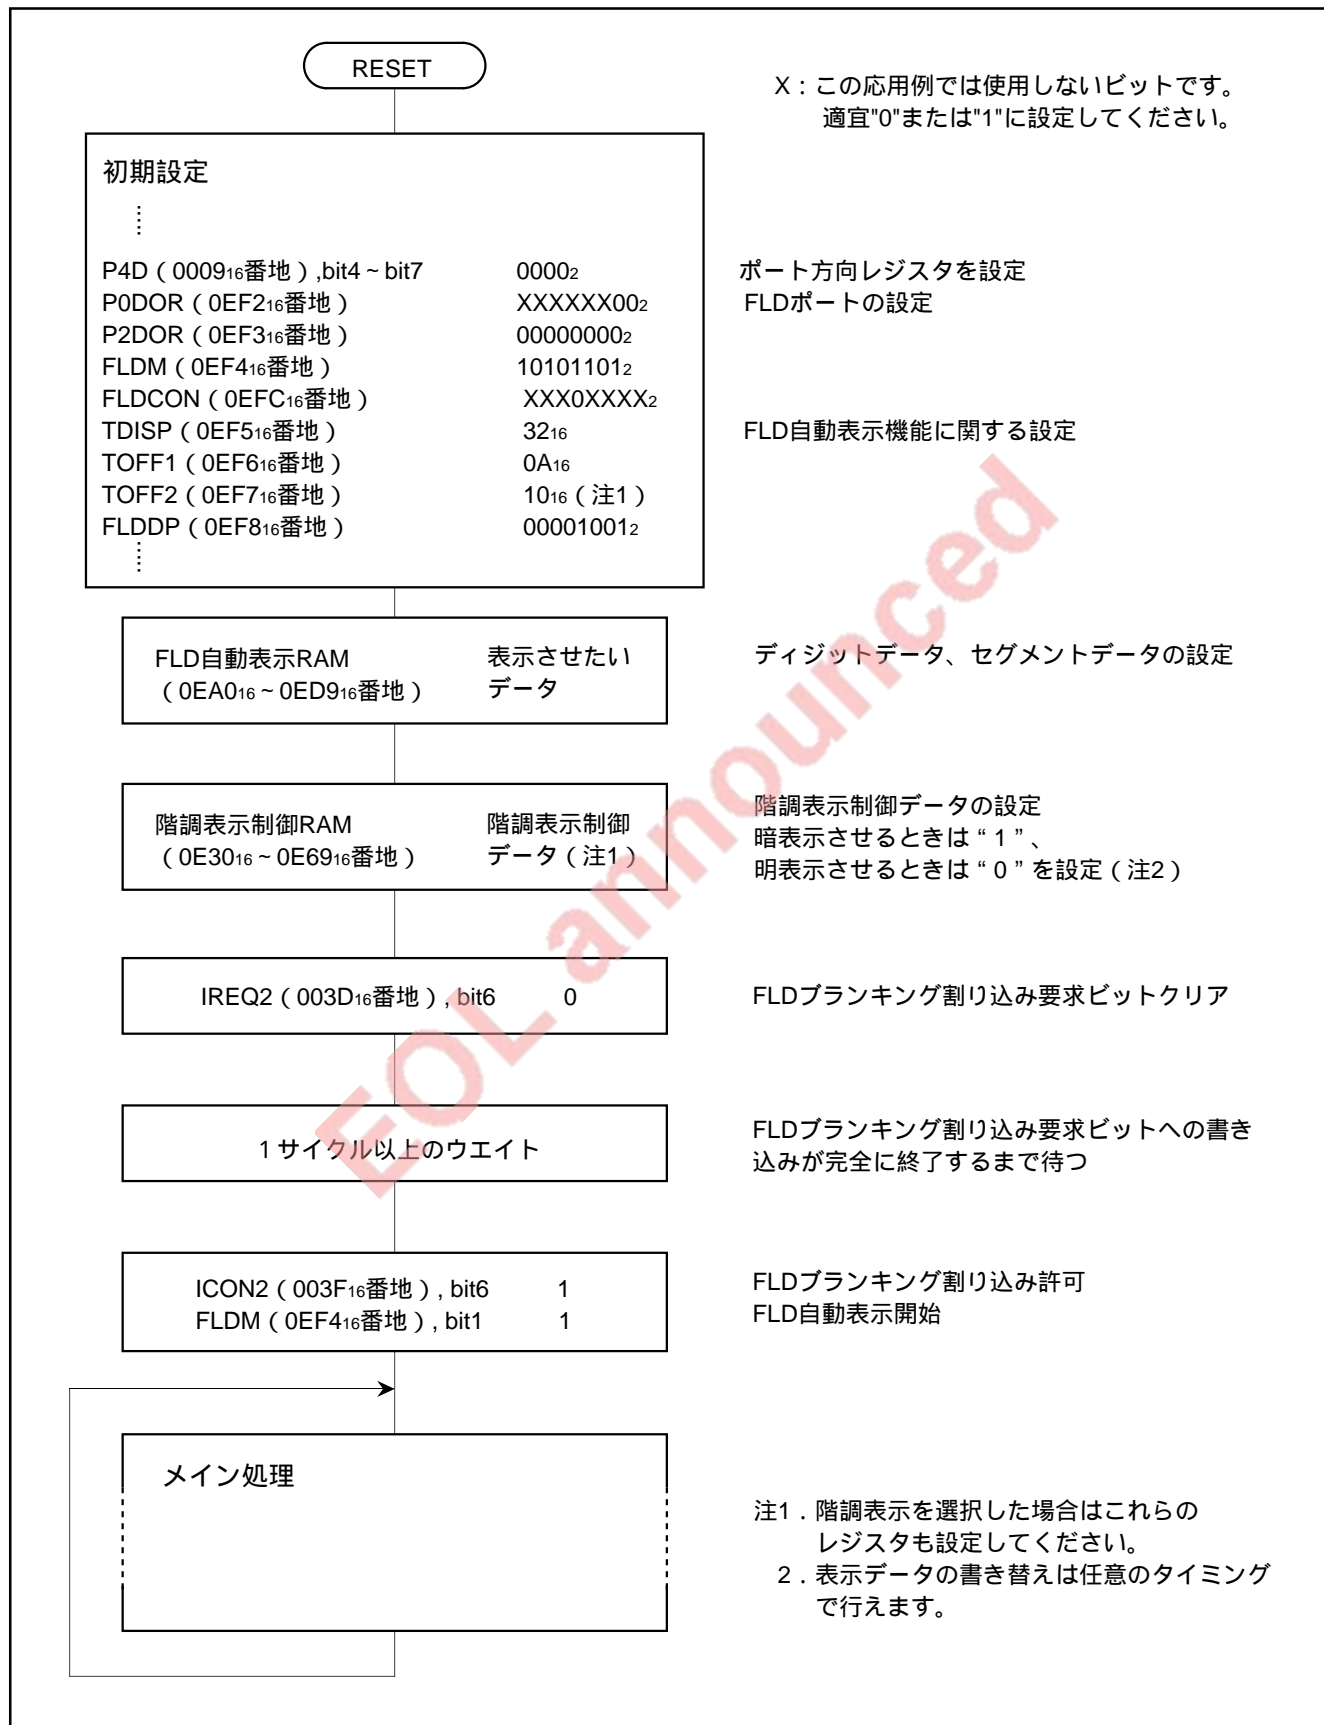 RESET
X：この応用例では使用しないビットです。
適宜"0"または"1"に設定してください。
初期設定
P4D（0009₁₆番地）,bit4～bit7 0000₂ ポート方向レジスタを設定
P0DOR（0EF2₁₆番地） XXXXXX00₂ FLDポートの設定
P2DOR（0EF3₁₆番地） 00000000₂
FLDM（0EF4₁₆番地） 10101101₂
FLDCON（0EFC₁₆番地） XXX0XXXX₂
TDISP（0EF5₁₆番地） 32₁₆ FLD自動表示機能に関する設定
TOFF1（0EF6₁₆番地） 0A₁₆
TOFF2（0EF7₁₆番地） 10₁₆（注1）
FLDDP（0EF8₁₆番地） 00001001₂
FLD自動表示RAM 表示させたい ディジットデータ、セグメントデータの設定
（0EA0₁₆～0ED9₁₆番地） データ
階調表示制御RAM 階調表示制御
（0E30₁₆～0E69₁₆番地） データ（注1）
階調表示制御データの設定
暗表示させるときは“1”、
明表示させるときは“0”を設定（注2）
IREQ2（003D₁₆番地）, bit6 0 FLDブランキング割り込み要求ビットクリア
1サイクル以上のウエイト
FLDブランキング割り込み要求ビットへの書き
込みが完全に終了するまで待つ
ICON2（003F₁₆番地）, bit6 1 FLDブランキング割り込み許可
FLDM（0EF4₁₆番地）, bit1 1 FLD自動表示開始
メイン処理
注1．階調表示を選択した場合はこれらの
レジスタも設定してください。
2．表示データの書き替えは任意のタイミング
で行えます。
EOL announced